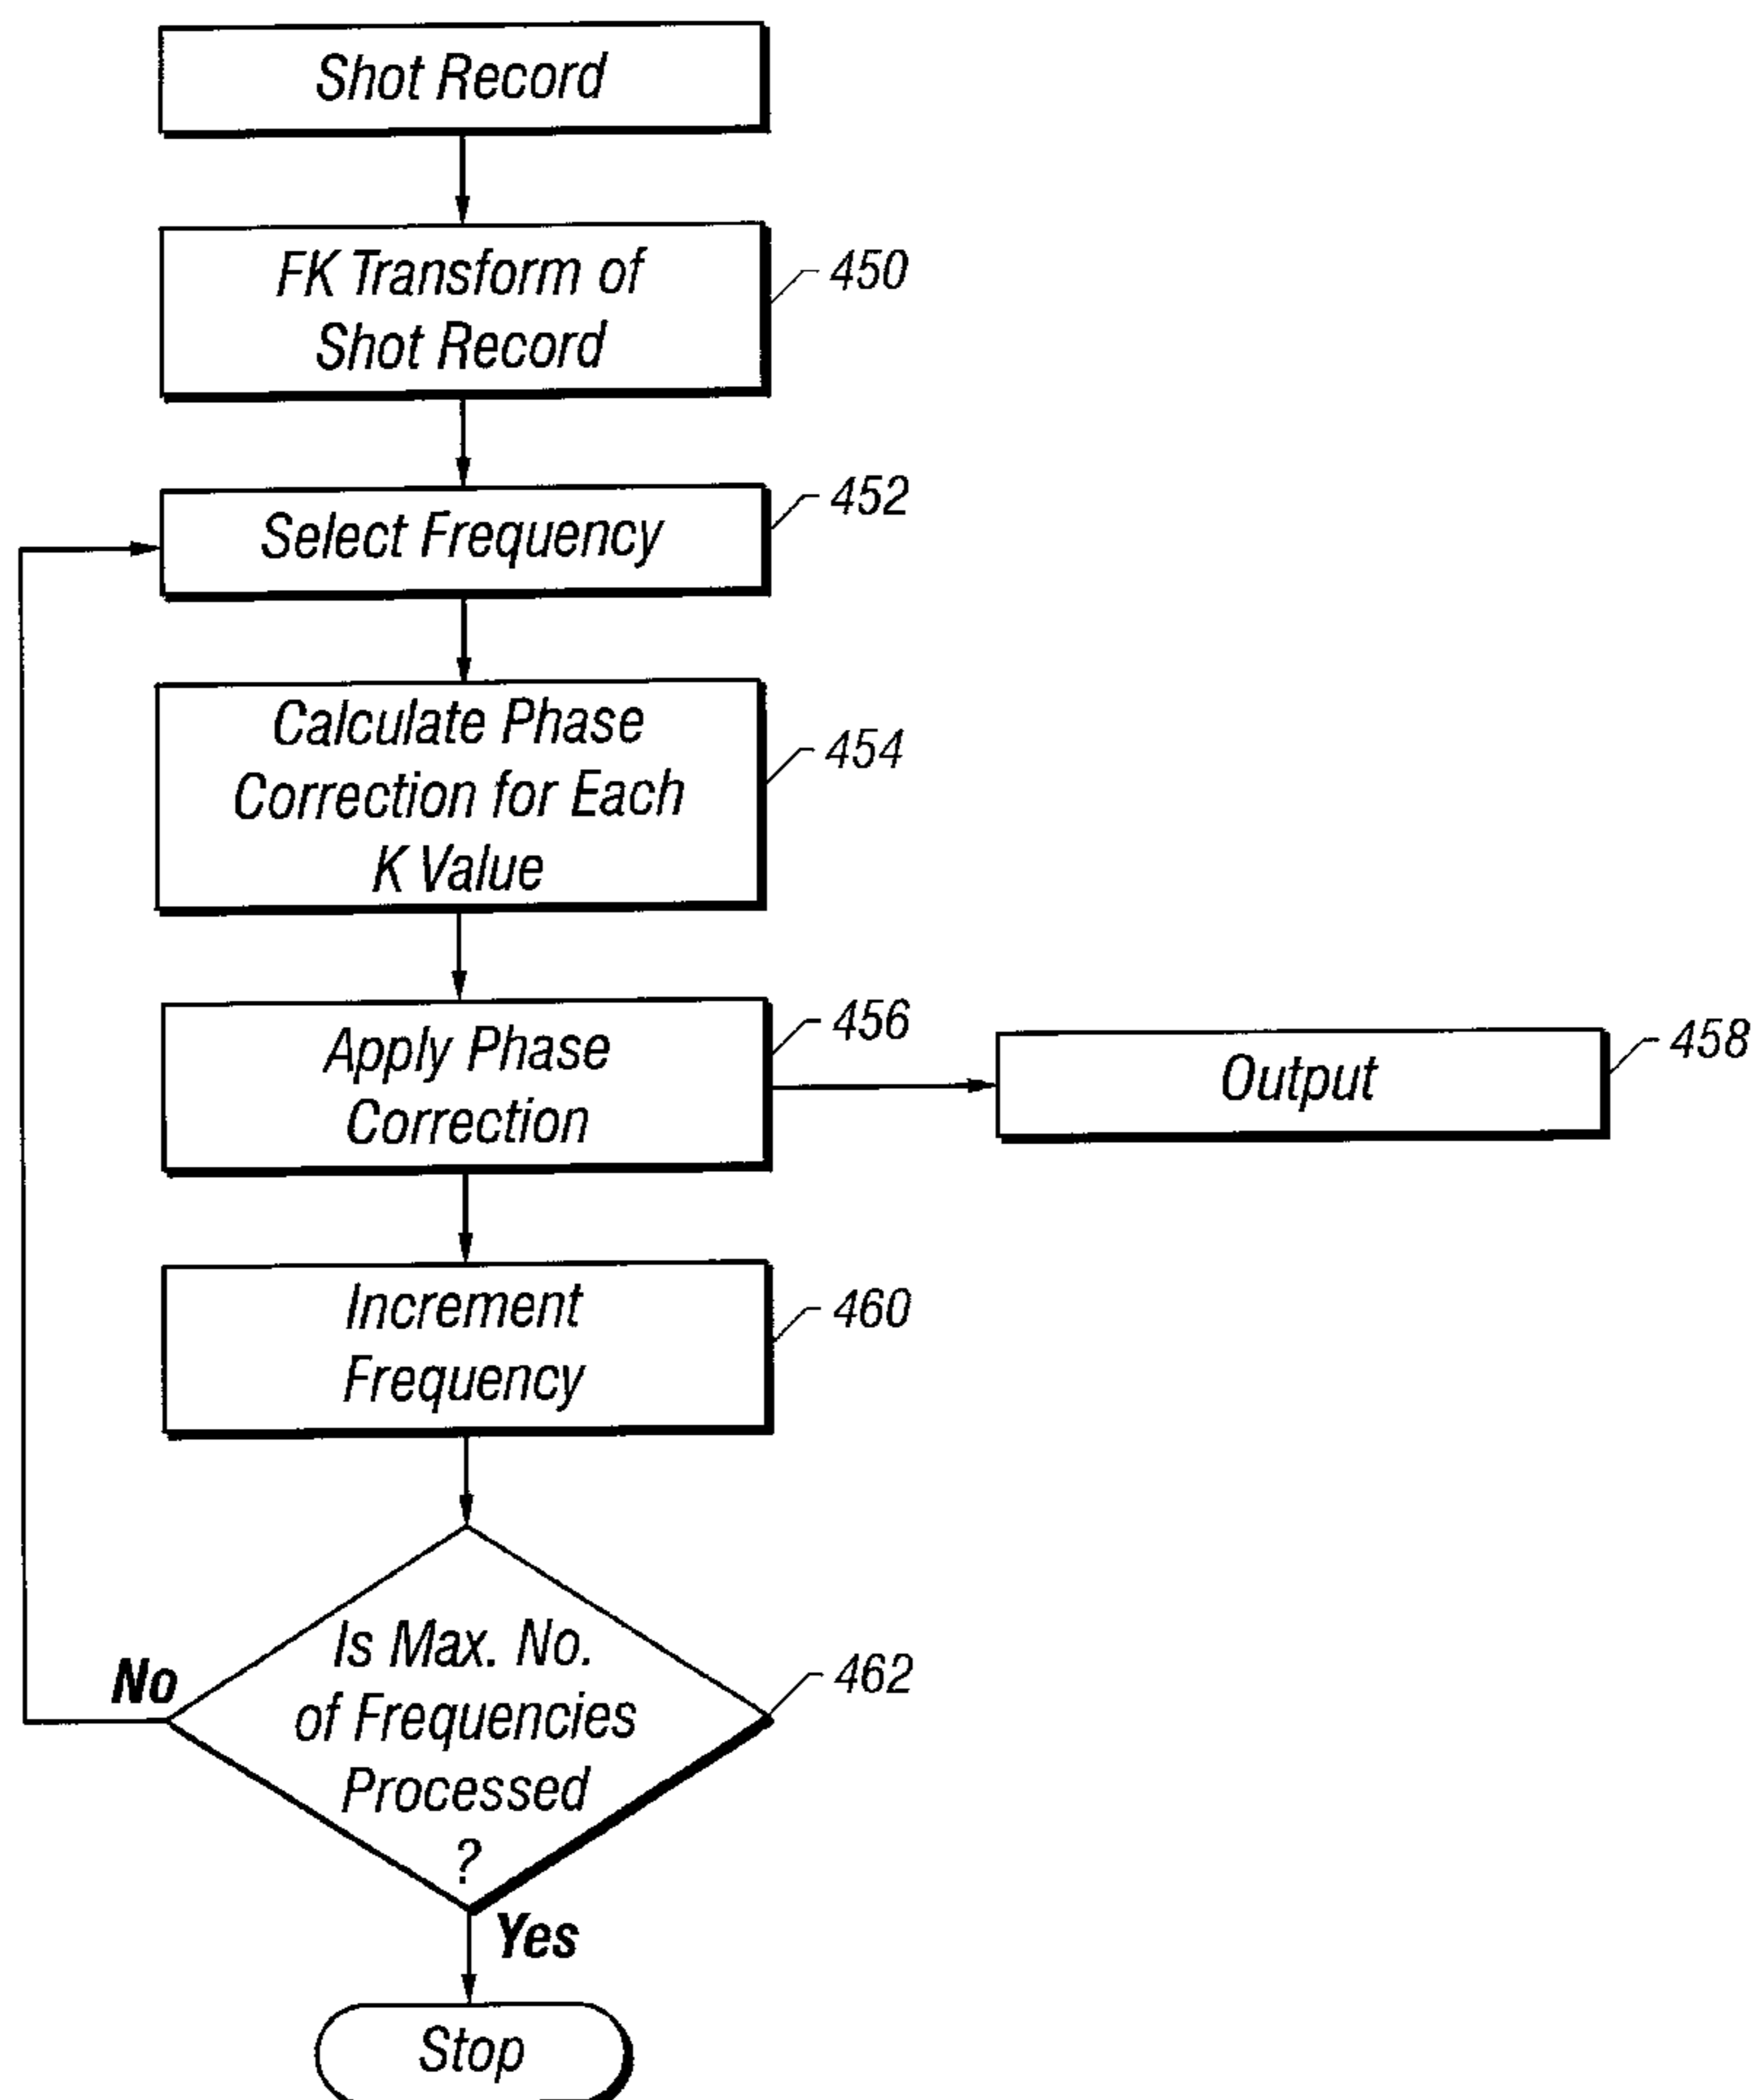 Shot Record
FK Transform of
Shot Record
450
Select Frequency
452
Calculate Phase
Correction for Each
K Value
454
Apply Phase
Correction
456
Output
458
Increment
Frequency
460
Is Max. No.
of Frequencies
Processed
?
462
No
Yes
Stop